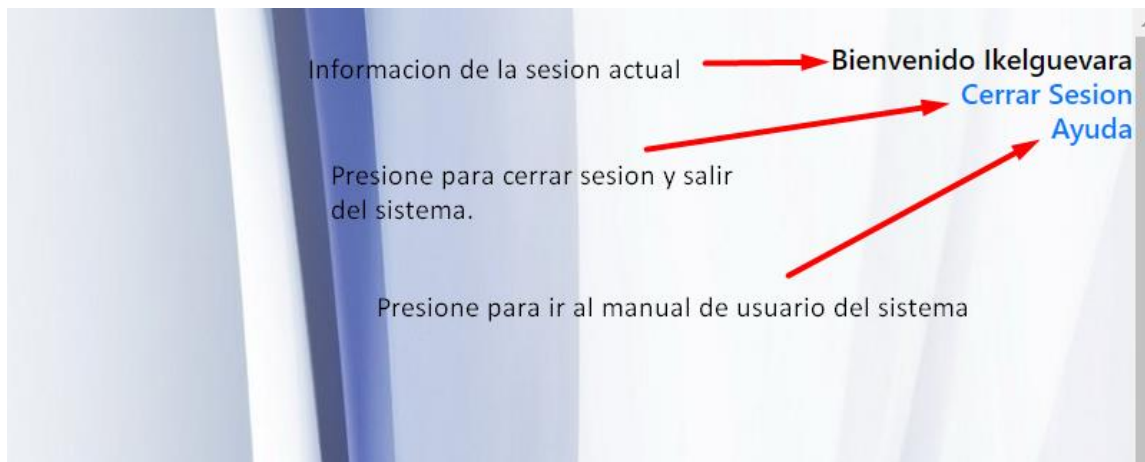 Informacion de la sesion actual
Bienvenido Ikelguevara
Cerrar Sesion
Ayuda
Presione para cerrar sesion y salir
del sistema.
Presione para ir al manual de usuario del sistema